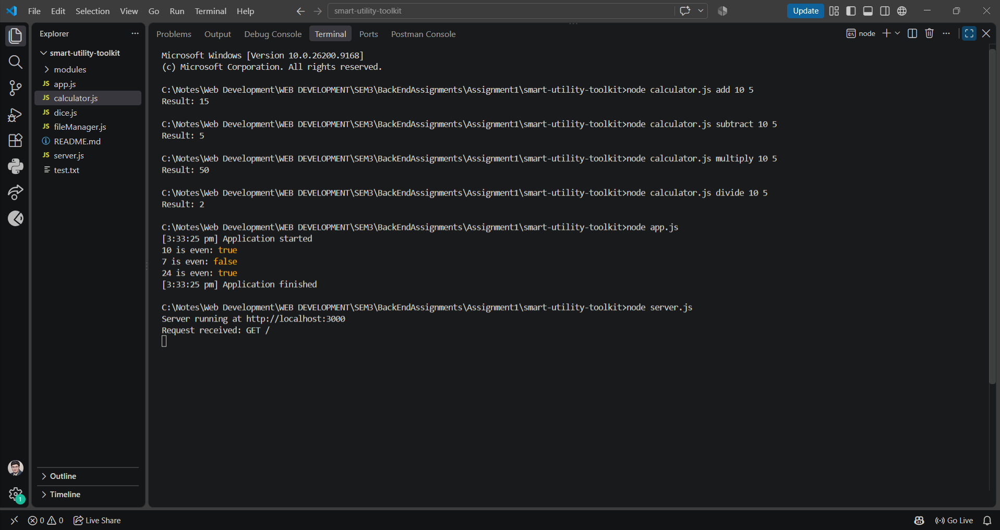 File Edit Selection View Go Run Terminal Help
smart-utility-toolkit
Update
Explorer
smart-utility-toolkit
modules
JS app.js
JS calculator.js
JS dice.js
JS fileManager.js
README.md
JS server.js
test.txt
Outline
Timeline
1
Problems Output Debug Console Terminal Ports Postman Console
node
Microsoft Windows [Version 10.0.26200.9168]
(c) Microsoft Corporation. All rights reserved.
C:\Notes\Web Development\WEB DEVELOPMENT\SEM3\BackEndAssignments\Assignment1\smart-utility-toolkit>node calculator.js add 10 5
Result: 15
C:\Notes\Web Development\WEB DEVELOPMENT\SEM3\BackEndAssignments\Assignment1\smart-utility-toolkit>node calculator.js subtract 10 5
Result: 5
C:\Notes\Web Development\WEB DEVELOPMENT\SEM3\BackEndAssignments\Assignment1\smart-utility-toolkit>node calculator.js multiply 10 5
Result: 50
C:\Notes\Web Development\WEB DEVELOPMENT\SEM3\BackEndAssignments\Assignment1\smart-utility-toolkit>node calculator.js divide 10 5
Result: 2
C:\Notes\Web Development\WEB DEVELOPMENT\SEM3\BackEndAssignments\Assignment1\smart-utility-toolkit>node app.js
[3:33:25 pm] Application started
10 is even: true
7 is even: false
24 is even: true
[3:33:25 pm] Application finished
C:\Notes\Web Development\WEB DEVELOPMENT\SEM3\BackEndAssignments\Assignment1\smart-utility-toolkit>node server.js
Server running at http://localhost:3000
Request received: GET /
0 0 Live Share
Go Live